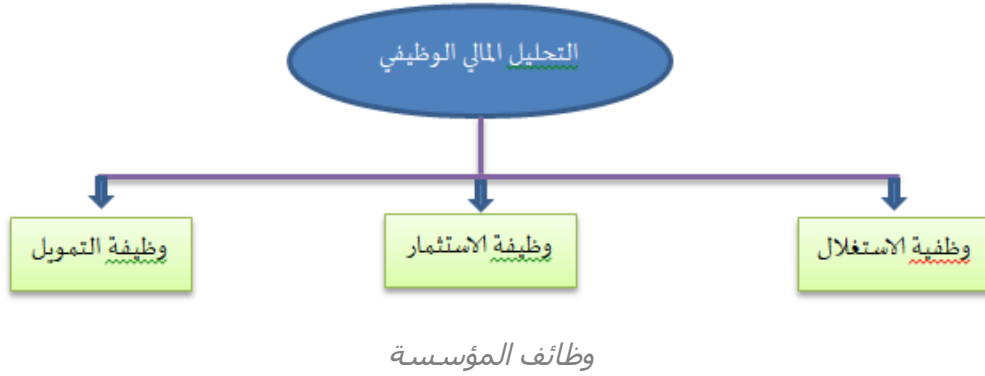 التحليل المالي الوظيفي
وظفية الاستغلال
وظيفة الاستثمار
وظيفة التمويل
وظائف المؤسسة